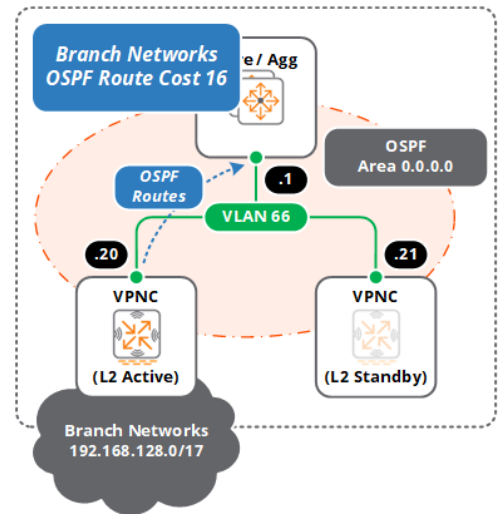 Branch Networks
OSPF Route Cost 16
/ Agg
OSPF
Area 0.0.0.0
OSPF
Routes
.1
VLAN 66
.20
.21
VPNC
(L2 Active)
VPNC
(L2 Standby)
Branch Networks
192.168.128.0/17